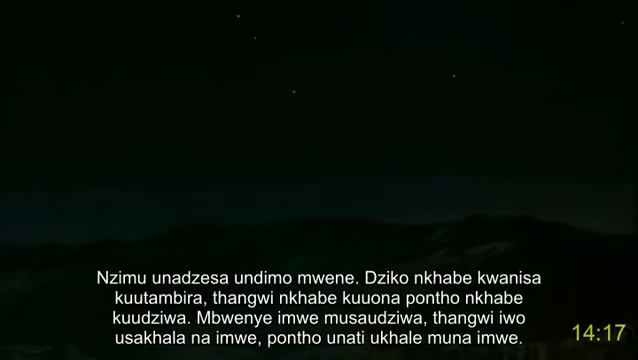 Nzimu unadzesa undimo mwene. Dziko nkhabe kwanisa
kuutambira, thangwi nkhabe kuuona pontho nkhabe
kuudziwa. Mbwenye imwe musaudziwa, thangwi iwo
usakhala na imwe, pontho unati ukhale muna imwe.
14:17